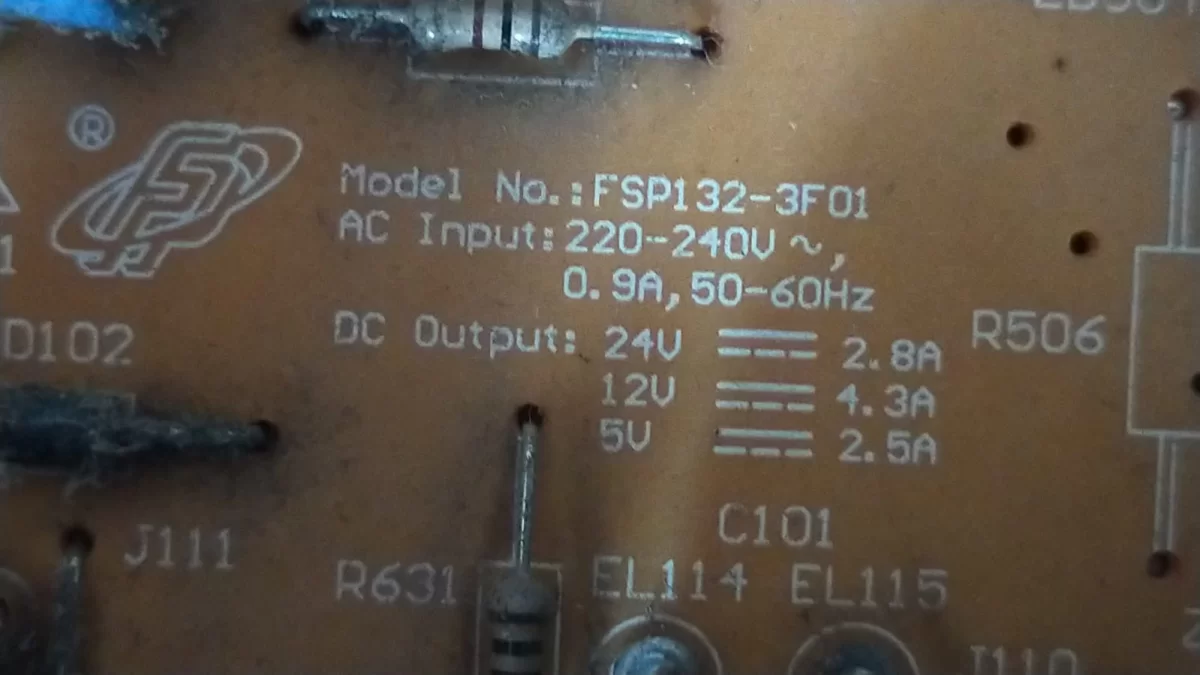 ®
FSP
Model No.:FSP132-3F01
AC Input:220-240V ~,
0.9A,50-60Hz
DC Output: 24V 2.8A
12V 4.3A
5V 2.5A
R506
D102
C101
J111
R631
EL114
EL115